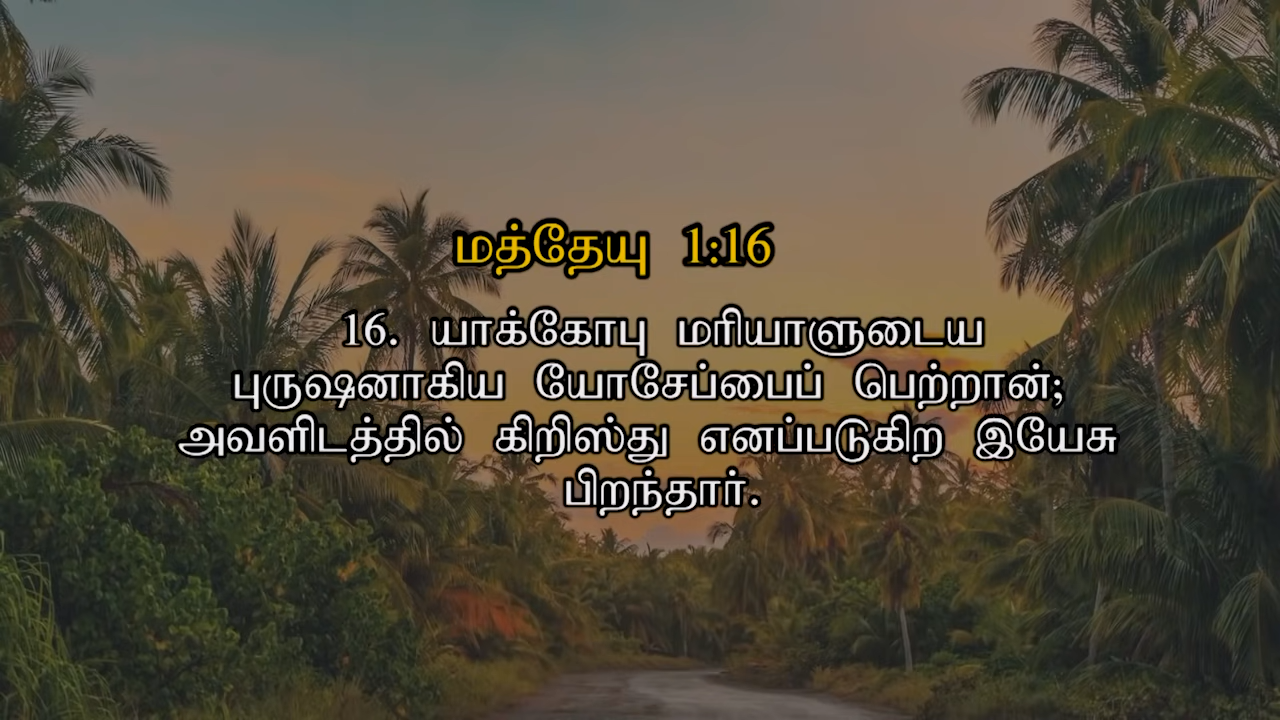 மத்தேயு 1:16
16. யாக்கோபு மரியாளுடைய
புருஷனாகிய யோசேப்பைப் பெற்றான்;
அவளிடத்தில் கிறிஸ்து எனப்படுகிற இயேசு
பிறந்தார்.